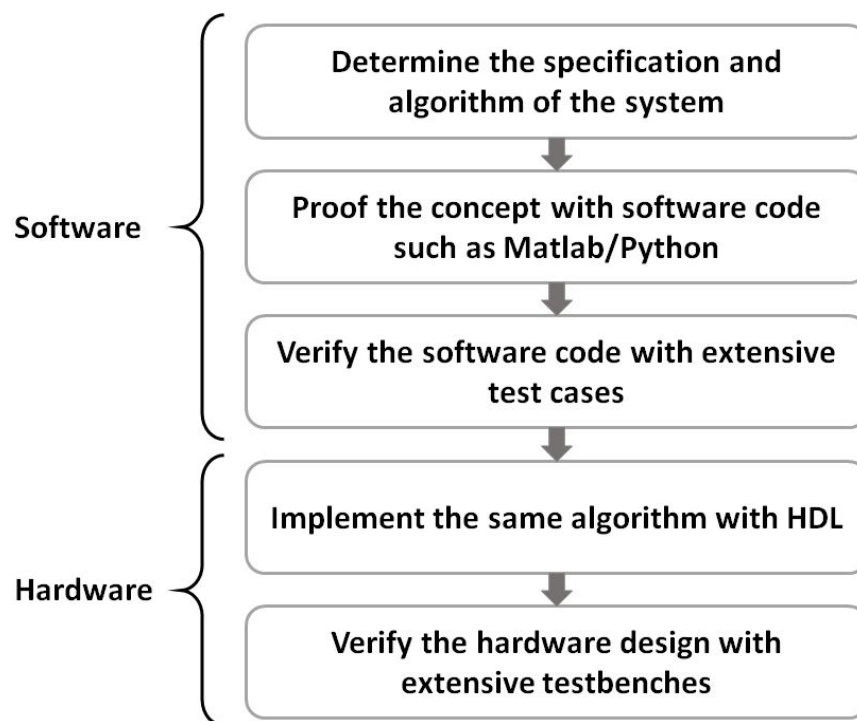 Software
Determine the specification and
algorithm of the system
Proof the concept with software code
such as Matlab/Python
Verify the software code with extensive
test cases
Hardware
Implement the same algorithm with HDL
Verify the hardware design with
extensive testbenches